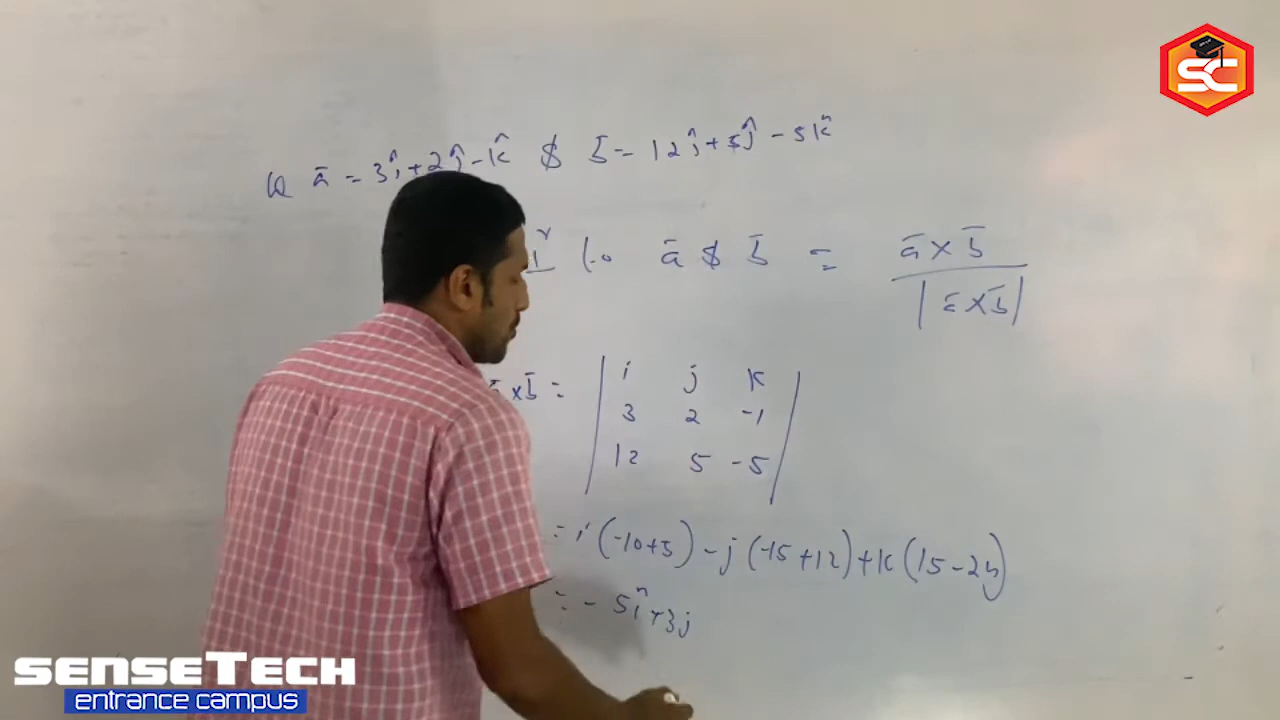 SC
Q ā = 3î + 2ĵ - k̂ & b̄ = 12î + 5ĵ - 5k̂
to ā & b̄ = ā × b̄ / |ā × b̄|
ā × b̄ = | i j k
3 2 -1
12 5 -5 |
= i (-10+5) - j (-15+12) + k (15-24)
= -5î + 3j
SENSETECH
entrance campus